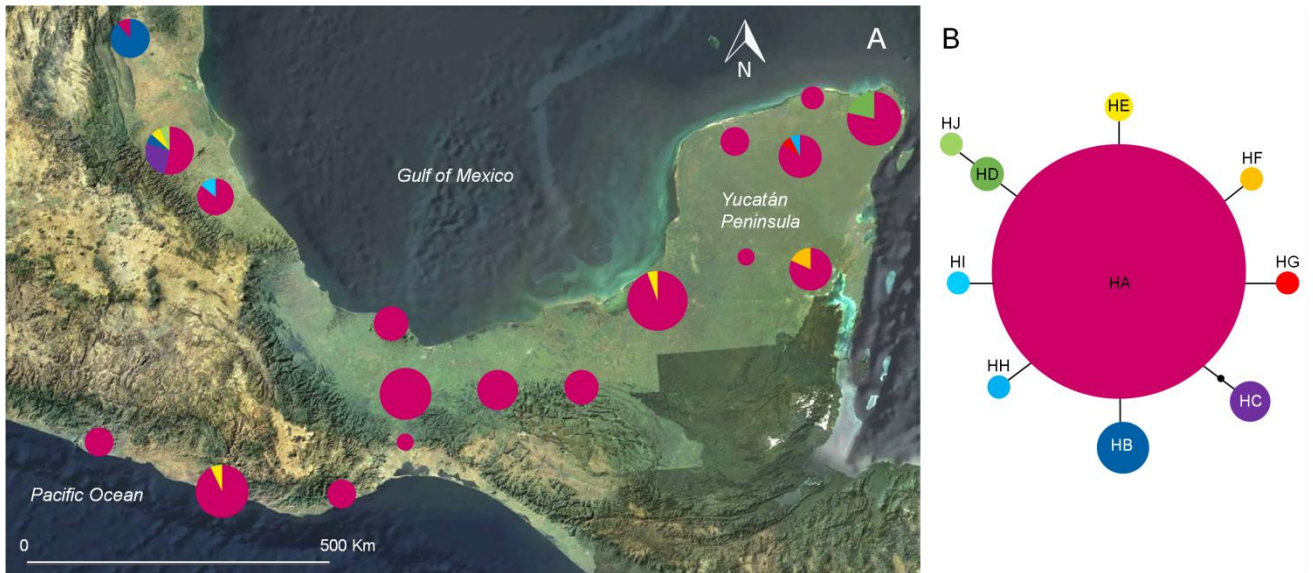 A
N
Gulf of Mexico
Yucatán
Peninsula
Pacific Ocean
0
500 Km
B
HE
HJ
HD
HF
HI
HA
HG
HH
HC
HB